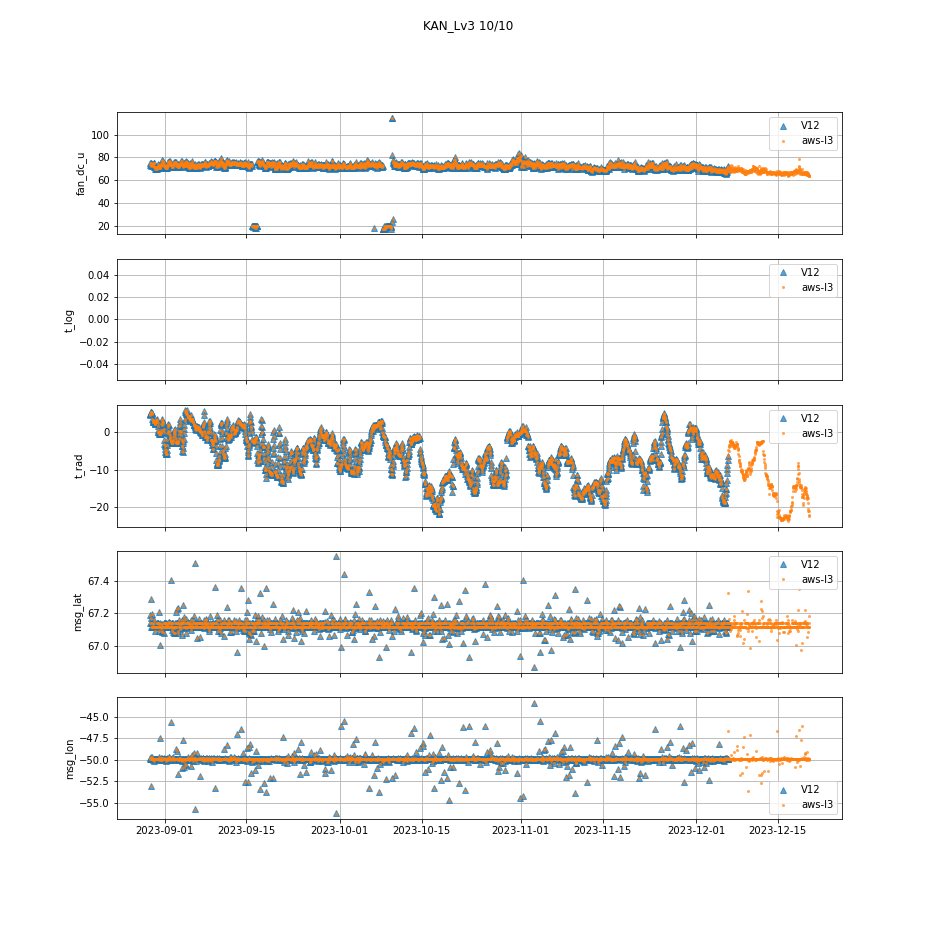 KAN_Lv3 10/10
fan_dc_u
100
80
60
40
20
V12
aws-l3
t_log
0.04
0.02
0.00
−0.02
−0.04
V12
aws-l3
t_rad
0
−10
−20
V12
aws-l3
msg_lat
67.4
67.2
67.0
V12
aws-l3
msg_lon
−45.0
−47.5
−50.0
−52.5
−55.0
V12
aws-l3
2023-09-01 2023-09-15 2023-10-01 2023-10-15 2023-11-01 2023-11-15 2023-12-01 2023-12-15